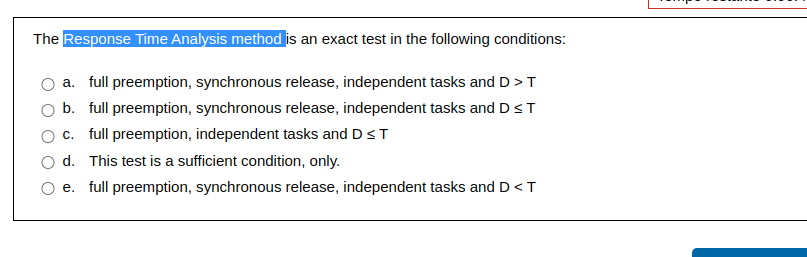 The Response Time Analysis method is an exact test in the following conditions:
a. full preemption, synchronous release, independent tasks and D > T
b. full preemption, synchronous release, independent tasks and D ≤ T
c. full preemption, independent tasks and D ≤ T
d. This test is a sufficient condition, only.
e. full preemption, synchronous release, independent tasks and D < T